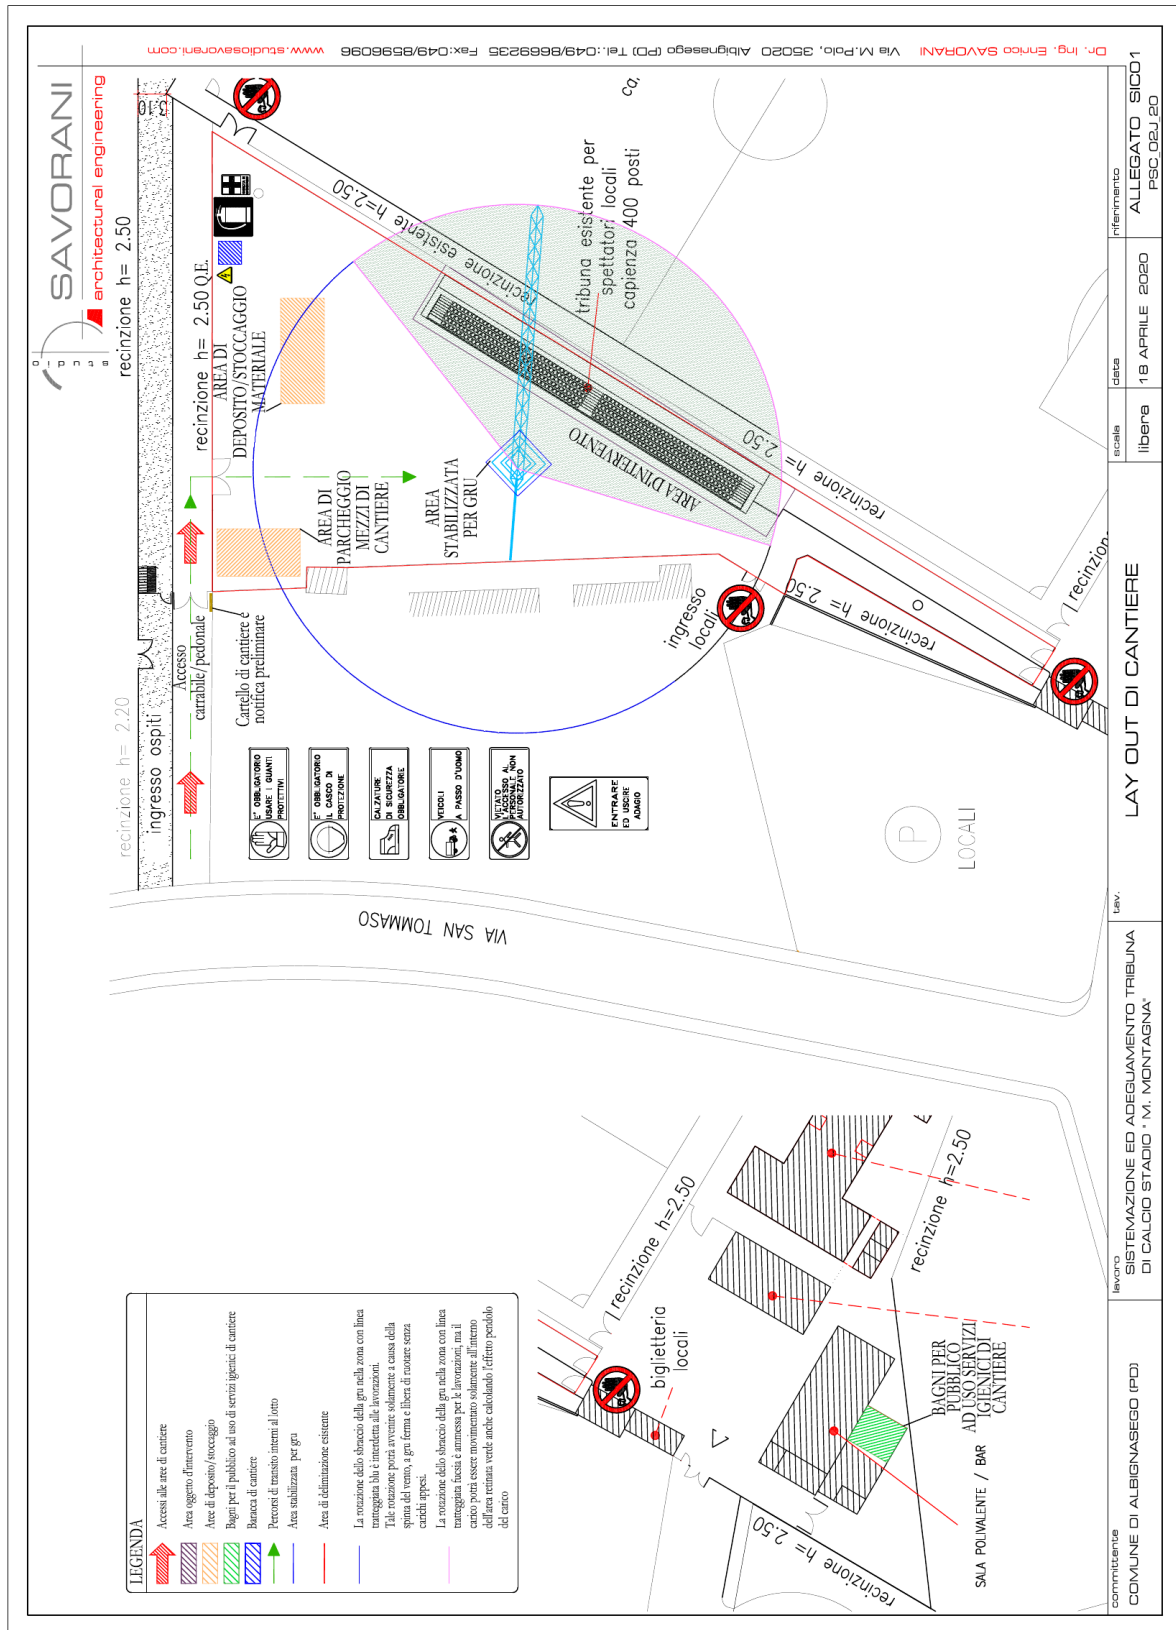 Dr. Ing. Enrico SAVORANI Via M.Polo, 35020 Albignasego (PD) Tel.:049/8669235 Fax:049/8596096 www.studiosavorani.com
studio
SAVORANI
architectural engineering
recinzione h= 2.20
recinzione h= 2.50
ingresso ospiti
3.10
Accesso
carrabile/pedonale
recinzione h= 2.50
Q.E.
Cartello di cantiere e
notifica preliminare
AREA DI
DEPOSITO/STOCCAGGIO
MATERIALE
AREA DI
PARCHEGGIO
MEZZI DI
CANTIERE
AREA
STABILIZZATA
PER GRU
recinzione esistente h=2.50
AREA D'INTERVENTO
tribuna esistente per
spettatori locali
capienza 400 posti
ca.
recinzione h= 2.50
ingresso
locali
recinzione h= 2.50
recinzione
E' OBBLIGATORIO
USARE I GUANTI
PROTETTIVI
E' OBBLIGATORIO
IL CASCO DI
PROTEZIONE
CALZATURE
DI SICUREZZA
OBBLIGATORIE
VEICOLI
A PASSO D'UOMO
VIETATO
L'ACCESSO AL
PERSONALE NON
AUTORIZZATO
ENTRARE
ED USCIRE
ADAGIO
P
LOCALI
VIA SAN TOMMASO
LEGENDA
Accessi alle aree di cantiere
Area oggetto d'intervento
Aree di deposito/stoccaggio
Bagni per il pubblico ad uso di servizi igienici di cantiere
Baracca di cantiere
Percorsi di transito interni al lotto
Area stabilizzata per gru
Area di delimitazione esistente
La rotazione dello sbraccio della gru nella zona con linea
tratteggiata blu è interdetta alle lavorazioni.
Tale rotazione potrà avvenire solamente a causa della
spinta del vento, a gru ferma e libera di ruotare senza
carichi appesi.
La rotazione dello sbraccio della gru nella zona con linea
tratteggiata fucsia è ammessa per le lavorazioni, ma il
carico potrà essere movimentato solamente all'interno
dell'area retinata verde anche calcolando l'effetto pendolo
del carico
recinzione h=2.50
biglietteria
locali
recinzione h=2.50
BAGNI PER
PUBBLICO
AD USO SERVIZI
IGIENICI DI
CANTIERE
SALA POLIVALENTE / BAR
recinzione h= 2.50
committente
COMUNE DI ALBIGNASEGO (PD)
lavoro
SISTEMAZIONE ED ADEGUAMENTO TRIBUNA
DI CALCIO STADIO " M. MONTAGNA"
tav.
LAY OUT DI CANTIERE
scala
libera
data
18 APRILE 2020
riferimento
ALLEGATO SIC01
PSC_02J_20